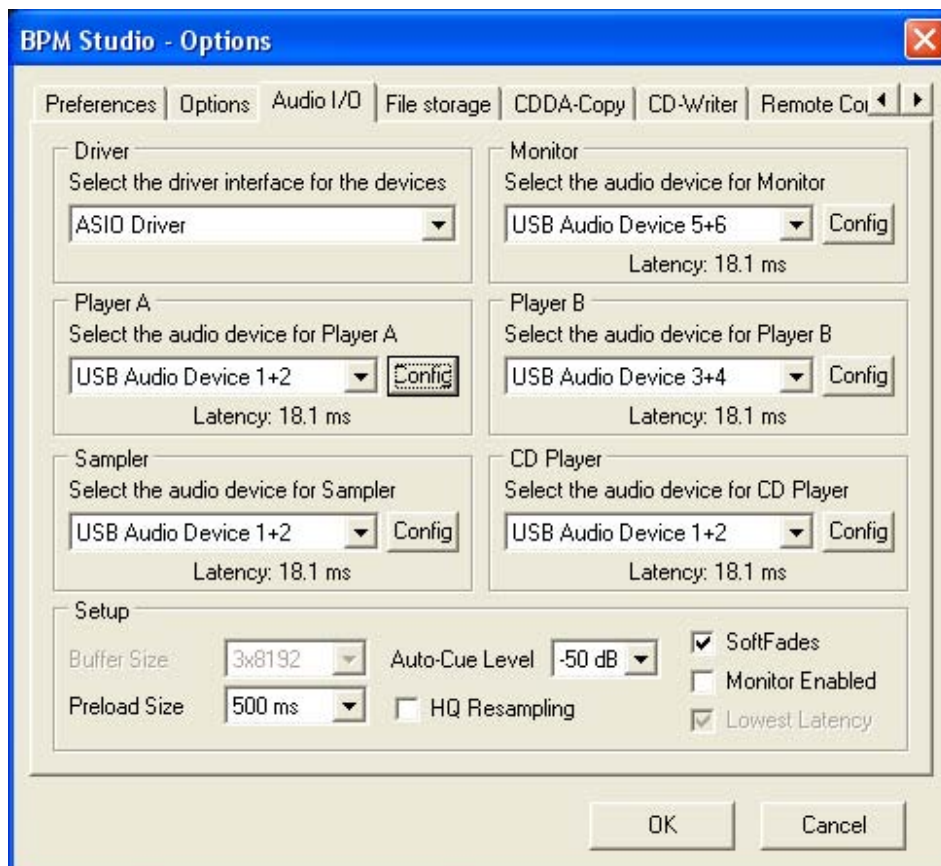 BPM Studio - Options
Preferences
Options
Audio I/O
File storage
CDDA-Copy
CD-Writer
Remote
Driver
Select the driver interface for the devices
ASIO Driver
Monitor
Select the audio device for Monitor
USB Audio Device 5+6
Config
Latency: 18.1 ms
Player A
Select the audio device for Player A
USB Audio Device 1+2
Config
Latency: 18.1 ms
Player B
Select the audio device for Player B
USB Audio Device 3+4
Config
Latency: 18.1 ms
Sampler
Select the audio device for Sampler
USB Audio Device 1+2
Config
Latency: 18.1 ms
CD Player
Select the audio device for CD Player
USB Audio Device 1+2
Config
Latency: 18.1 ms
Setup
Buffer Size
3x8192
Preload Size
500 ms
Auto-Cue Level
-50 dB
HQ Resampling
SoftFades
Monitor Enabled
Lowest Latency
OK
Cancel